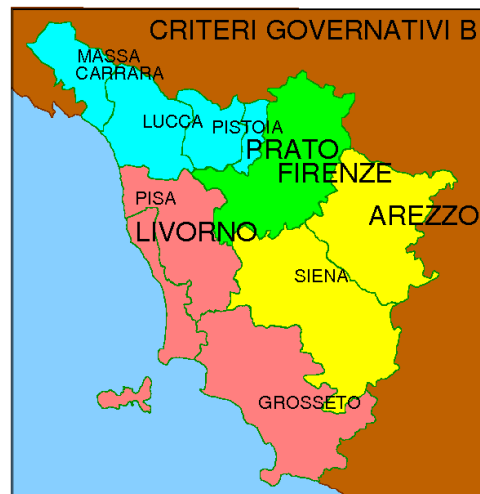 CRITERI GOVERNATIVI B
MASSA
CARRARA
LUCCA
PISTOIA
PRATO
FIRENZE
PISA
AREZZO
LIVORNO
SIENA
GROSSETO